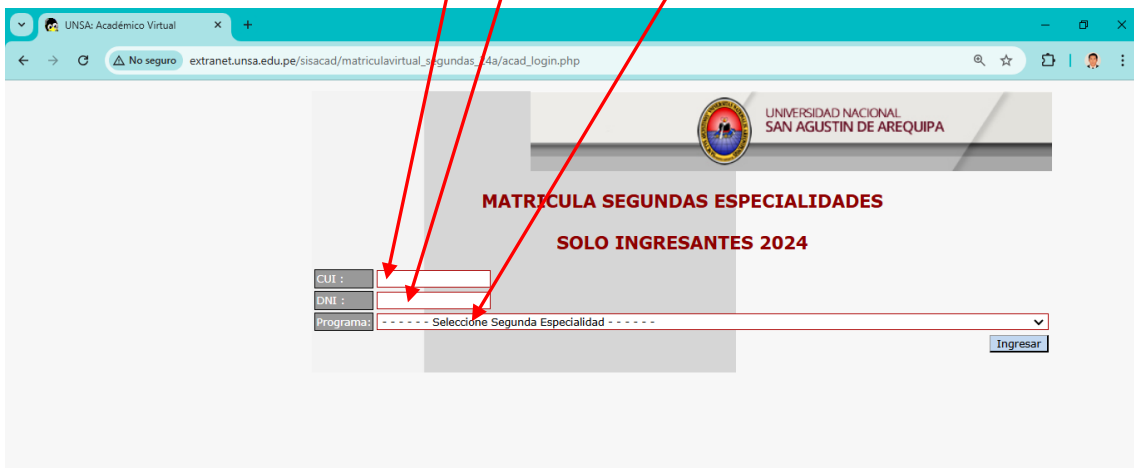 UNSA: Académico Virtual
No seguro
extranet.unsa.edu.pe/sisacad/matriculavirtual_segundas_24a/acad_login.php
UNIVERSIDAD NACIONAL
SAN AGUSTIN DE AREQUIPA
MATRICULA SEGUNDAS ESPECIALIDADES
SOLO INGRESANTES 2024
CUI :
DNI :
Programa: - - - - - - Seleccione Segunda Especialidad - - - - - -
Ingresar